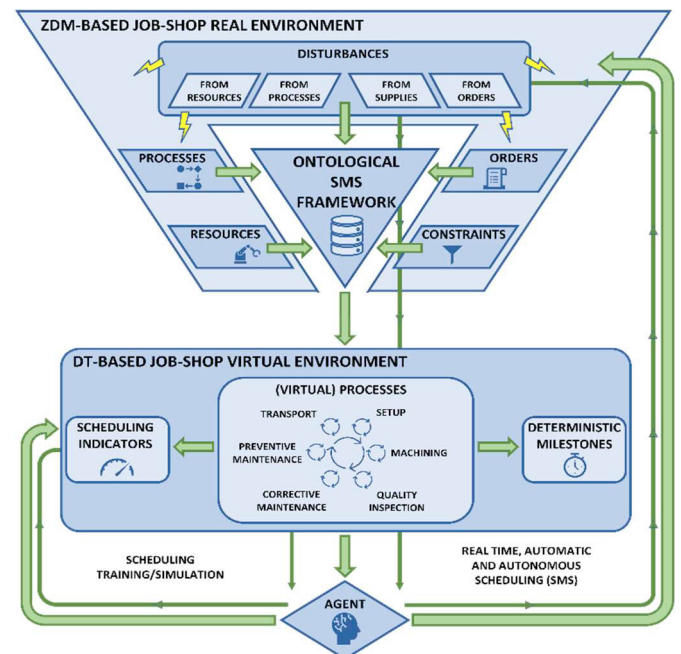 ZDM-BASED JOB-SHOP REAL ENVIRONMENT
DISTURBANCES
FROM
RESOURCES
FROM
PROCESSES
FROM
SUPPLIES
FROM
ORDERS
PROCESSES
ONTOLOGICAL
SMS
FRAMEWORK
ORDERS
RESOURCES
CONSTRAINTS
DT-BASED JOB-SHOP VIRTUAL ENVIRONMENT
(VIRTUAL) PROCESSES
SCHEDULING
INDICATORS
TRANSPORT
SETUP
PREVENTIVE
MAINTENANCE
MACHINING
CORRECTIVE
MAINTENANCE
QUALITY
INSPECTION
DETERMINISTIC
MILESTONES
SCHEDULING
TRAINING/SIMULATION
REAL TIME, AUTOMATIC
AND AUTONOMOUS
SCHEDULING (SMS)
AGENT